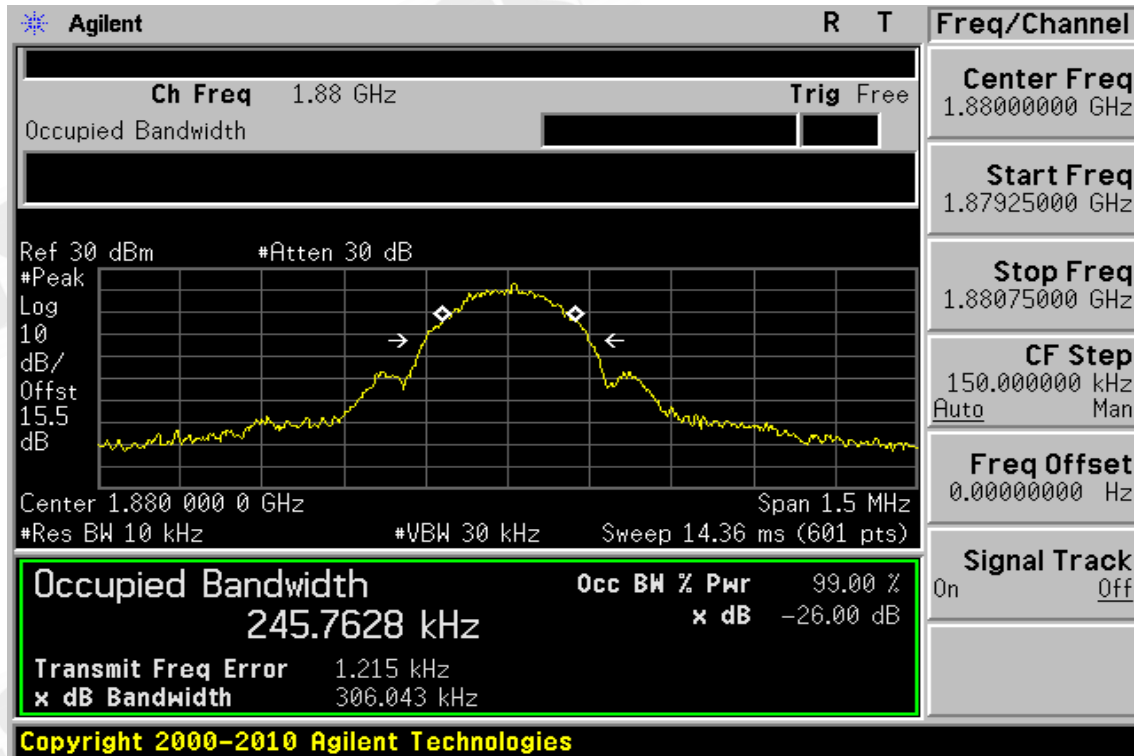 Agilent R T
Freq/Channel
Ch Freq 1.88 GHz Trig Free
Occupied Bandwidth
Center Freq
1.88000000 GHz
Start Freq
1.87925000 GHz
Stop Freq
1.88075000 GHz
CF Step
150.000000 kHz
Auto Man
Freq Offset
0.00000000 Hz
Signal Track
On Off
Ref 30 dBm #Atten 30 dB
#Peak
Log
10
dB/
Offst
15.5
dB
Center 1.880 000 0 GHz Span 1.5 MHz
#Res BW 10 kHz #VBW 30 kHz Sweep 14.36 ms (601 pts)
Occupied Bandwidth
245.7628 kHz
Occ BW % Pwr 99.00 %
x dB -26.00 dB
Transmit Freq Error 1.215 kHz
x dB Bandwidth 306.043 kHz
Copyright 2000-2010 Agilent Technologies